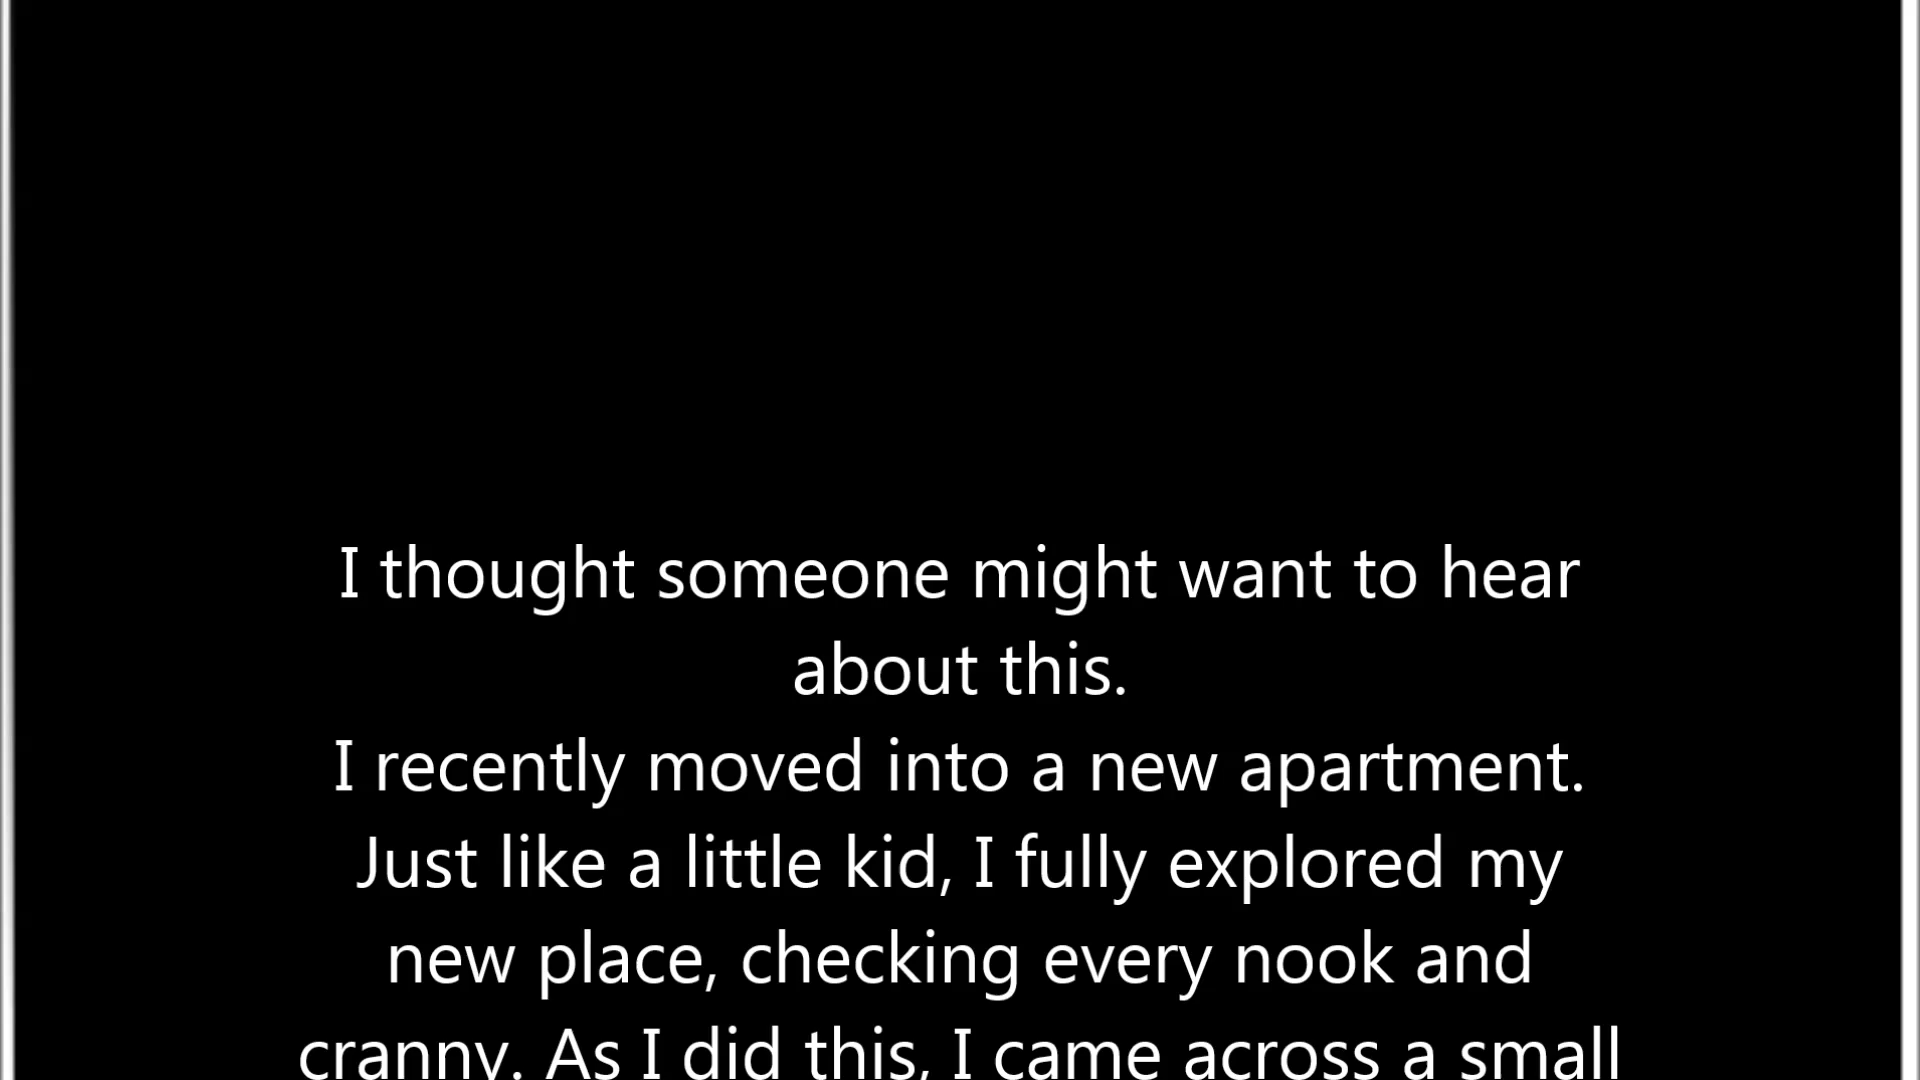 I thought someone might want to hear
about this.
I recently moved into a new apartment.
Just like a little kid, I fully explored my
new place, checking every nook and
cranny. As I did this, I came across a small